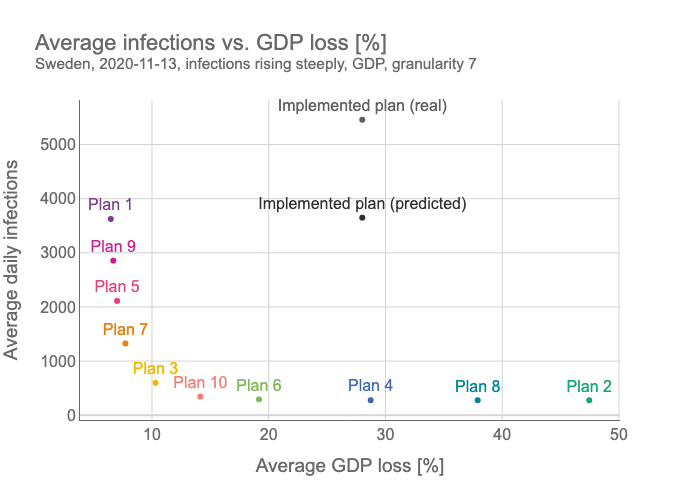 Average infections vs. GDP loss [%]
Sweden, 2020-11-13, infections rising steeply, GDP, granularity 7
Implemented plan (real)
5000
4000
Plan 1
Implemented plan (predicted)
Plan 9
3000
Plan 5
2000
Plan 7
1000
Plan 3
Plan 10
Plan 6
Plan 4
Plan 8
Plan 2
0
10
20
30
40
50
Average daily infections
Average GDP loss [%]